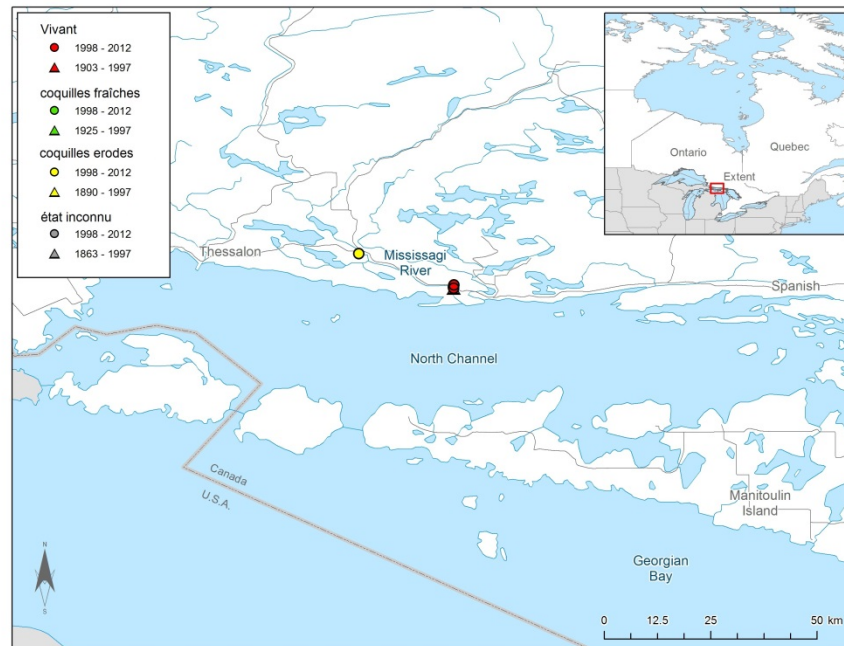 Vivant
1998 - 2012
1903 - 1997
coquilles fraîches
1998 - 2012
1925 - 1997
coquilles erodes
1998 - 2012
1890 - 1997
état inconnu
1998 - 2012
1863 - 1997
Ontario
Quebec
Extent
Thessalon
Mississagi
River
Spanish
North Channel
Canada
U.S.A.
Manitoulin
Island
Georgian
Bay
N
S
0 12.5 25 50 km